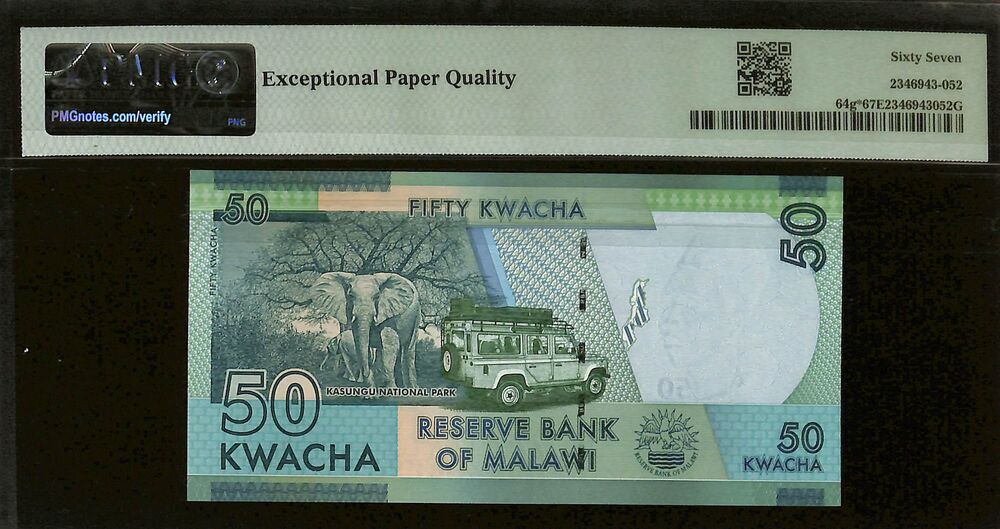 PMG
Exceptional Paper Quality
PMGnotes.com/verify
PNG
Sixty Seven
2346943-052
64g*67E2346943052G
50
FIFTY KWACHA
50
FIFTY KWACHA
KASUNGU NATIONAL PARK
50
KWACHA
RESERVE BANK
OF MALAWI
RESERVE BANK OF MALAWI
50
KWACHA